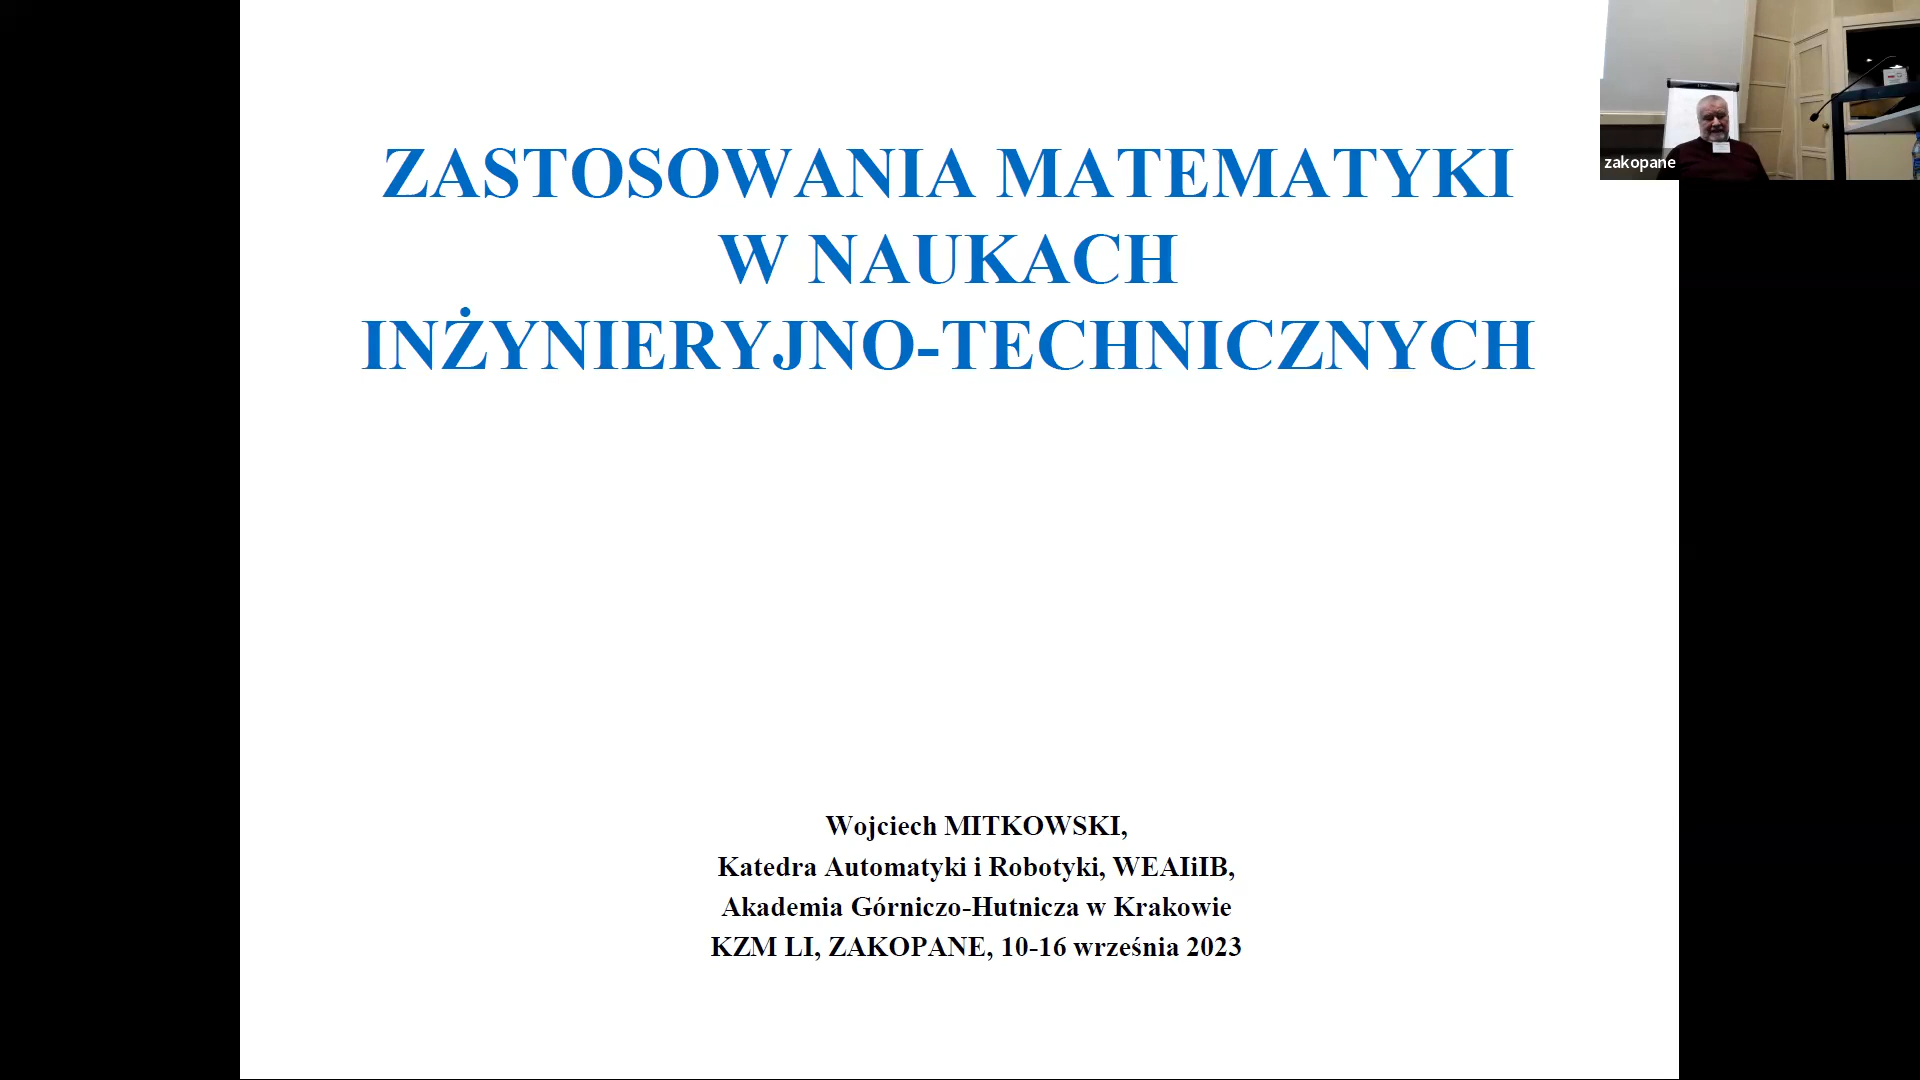 ZASTOSOWANIA MATEMATYKI
W NAUKACH
INŻYNIERYJNO-TECHNICZNYCH
zakopane
Wojciech MITKOWSKI,
Katedra Automatyki i Robotyki, WEAIiIB,
Akademia Górniczo-Hutnicza w Krakowie
KZM LI, ZAKOPANE, 10-16 września 2023